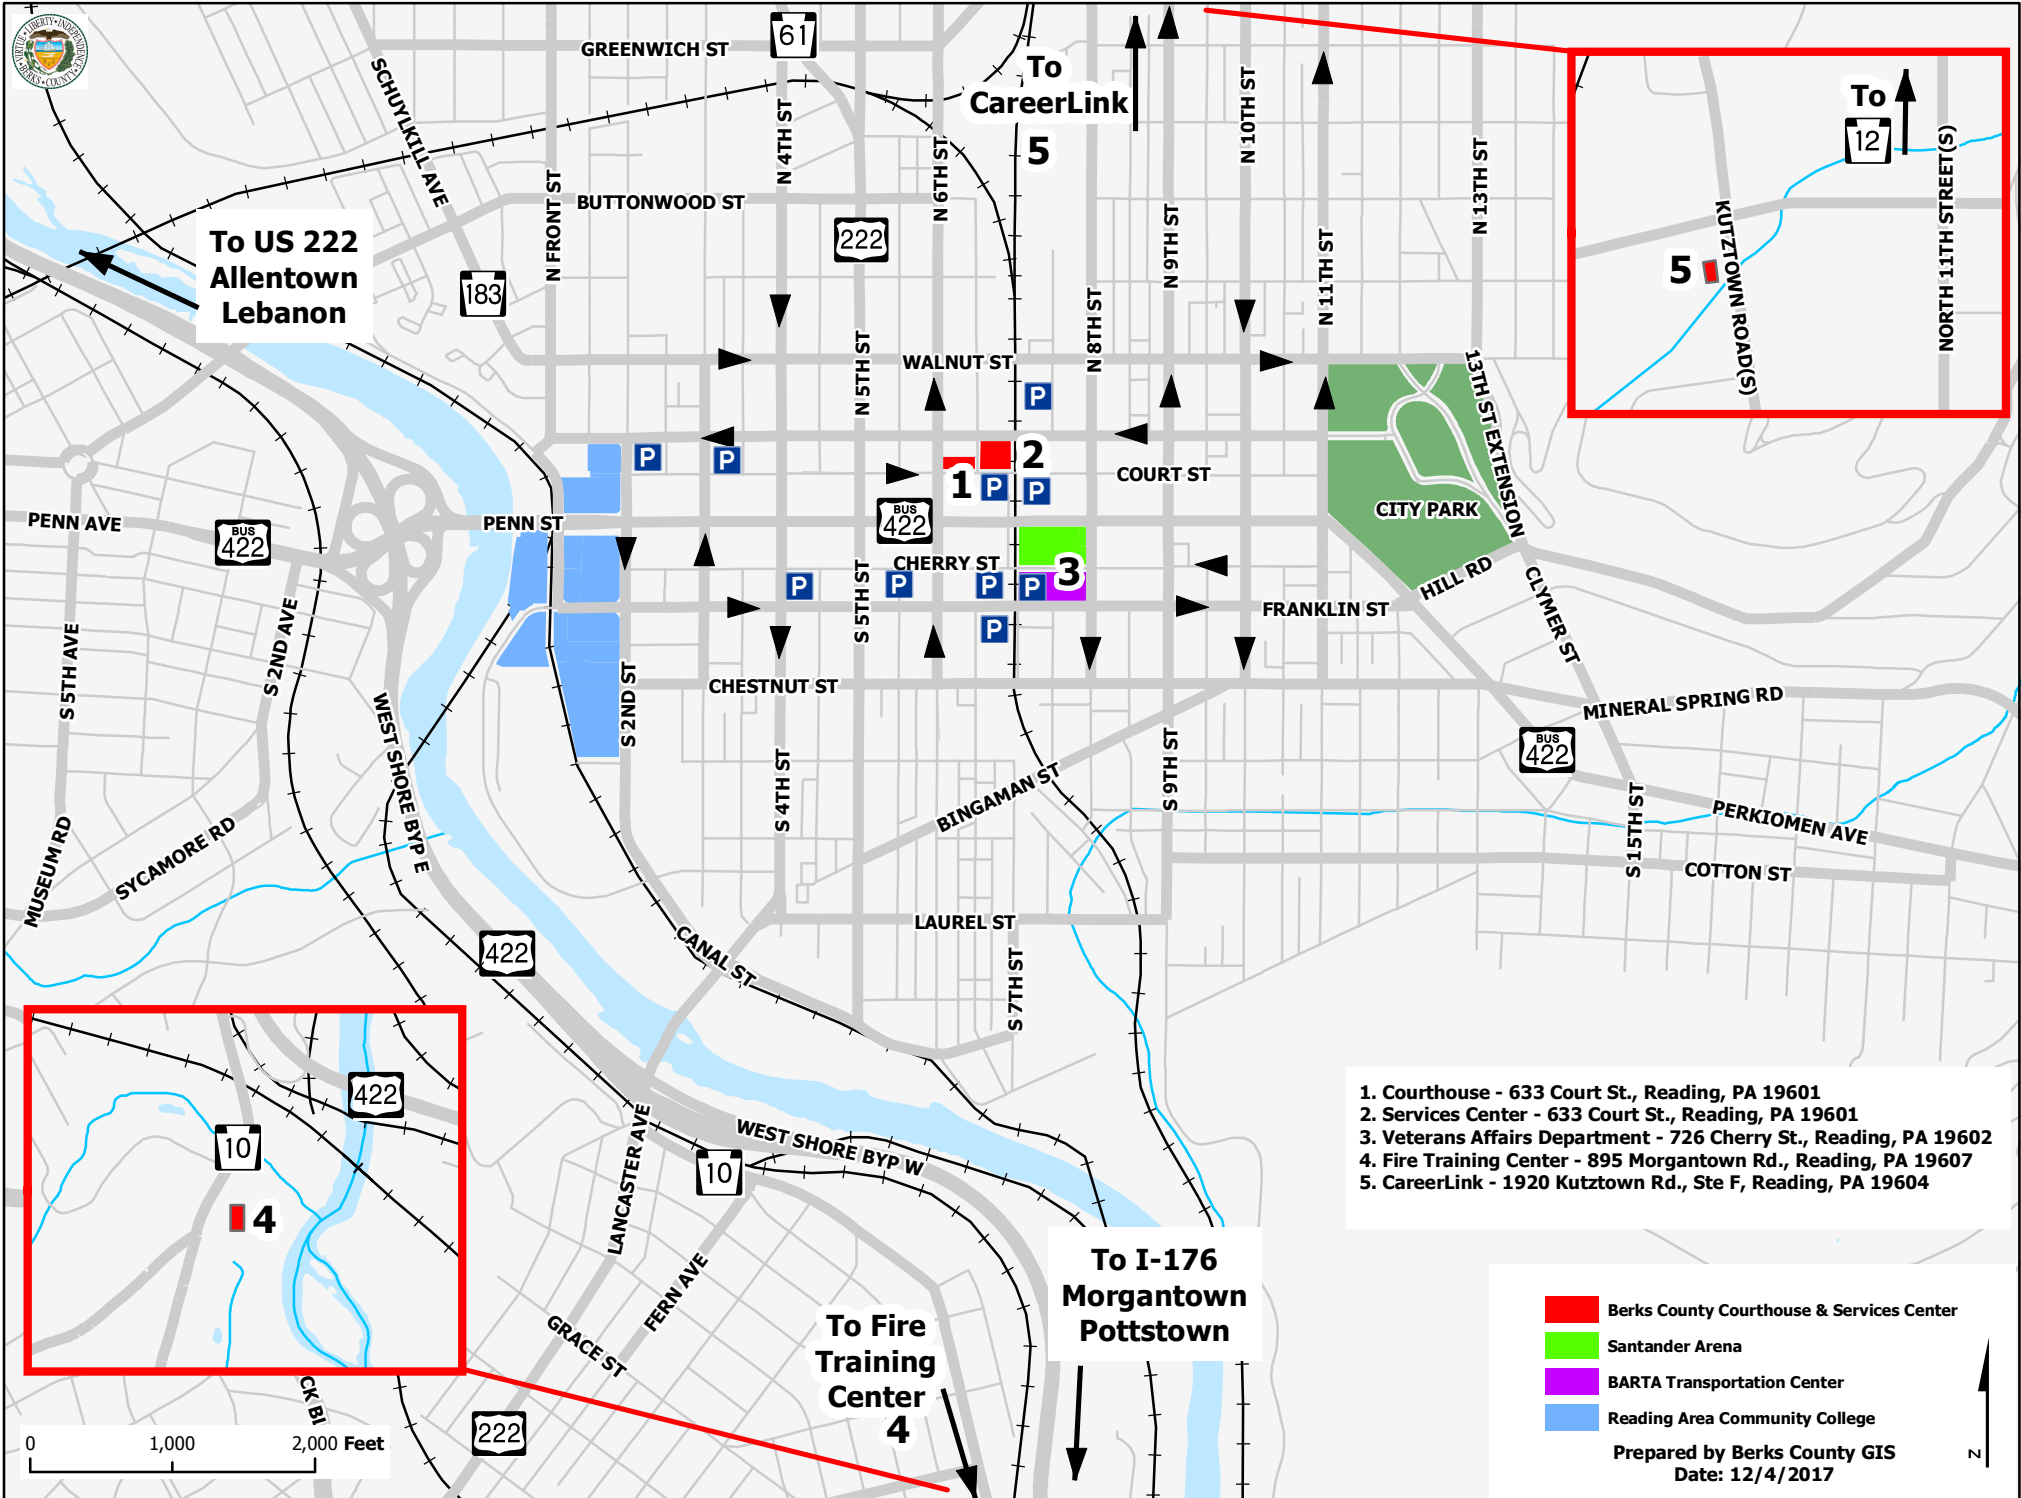 VIRTUE • LIBERTY • INDEPENDENCE
BERKS • COUNTY
GREENWICH ST
61
To
CareerLink
5
SCHUYLKILL AVE
N 4TH ST
N 6TH ST
N 10TH ST
N 13TH ST
To
12
KUTZTOWN ROAD(S)
NORTH 11TH STREET(S)
5
N FRONT ST
BUTTONWOOD ST
222
N 9TH ST
N 11TH ST
To US 222
Allentown
Lebanon
183
N 5TH ST
WALNUT ST
N 8TH ST
13TH ST EXTENSION
P
P
P
2
1
P
P
COURT ST
CITY PARK
PENN AVE
BUS
422
PENN ST
BUS
422
CHERRY ST
3
P
P
P
P
P
HILL RD
FRANKLIN ST
CLYMER ST
S 5TH AVE
S 2ND AVE
S 5TH ST
S 2ND ST
CHESTNUT ST
MINERAL SPRING RD
BUS
422
WEST SHORE BYP E
S 4TH ST
BINGAMAN ST
S 9TH ST
S 15TH ST
PERKIOMEN AVE
COTTON ST
MUSEUM RD
SYCAMORE RD
LAUREL ST
422
CANAL ST
S 7TH ST
422
10
4
WEST SHORE BYP W
10
LANCASTER AVE
FERN AVE
GRACE ST
222
CK BL
1. Courthouse - 633 Court St., Reading, PA 19601
2. Services Center - 633 Court St., Reading, PA 19601
3. Veterans Affairs Department - 726 Cherry St., Reading, PA 19602
4. Fire Training Center - 895 Morgantown Rd., Reading, PA 19607
5. CareerLink - 1920 Kutztown Rd., Ste F, Reading, PA 19604
To I-176
Morgantown
Pottstown
To Fire
Training
Center
4
Berks County Courthouse & Services Center
Santander Arena
BARTA Transportation Center
Reading Area Community College
Prepared by Berks County GIS
Date: 12/4/2017
N
0 1,000 2,000 Feet